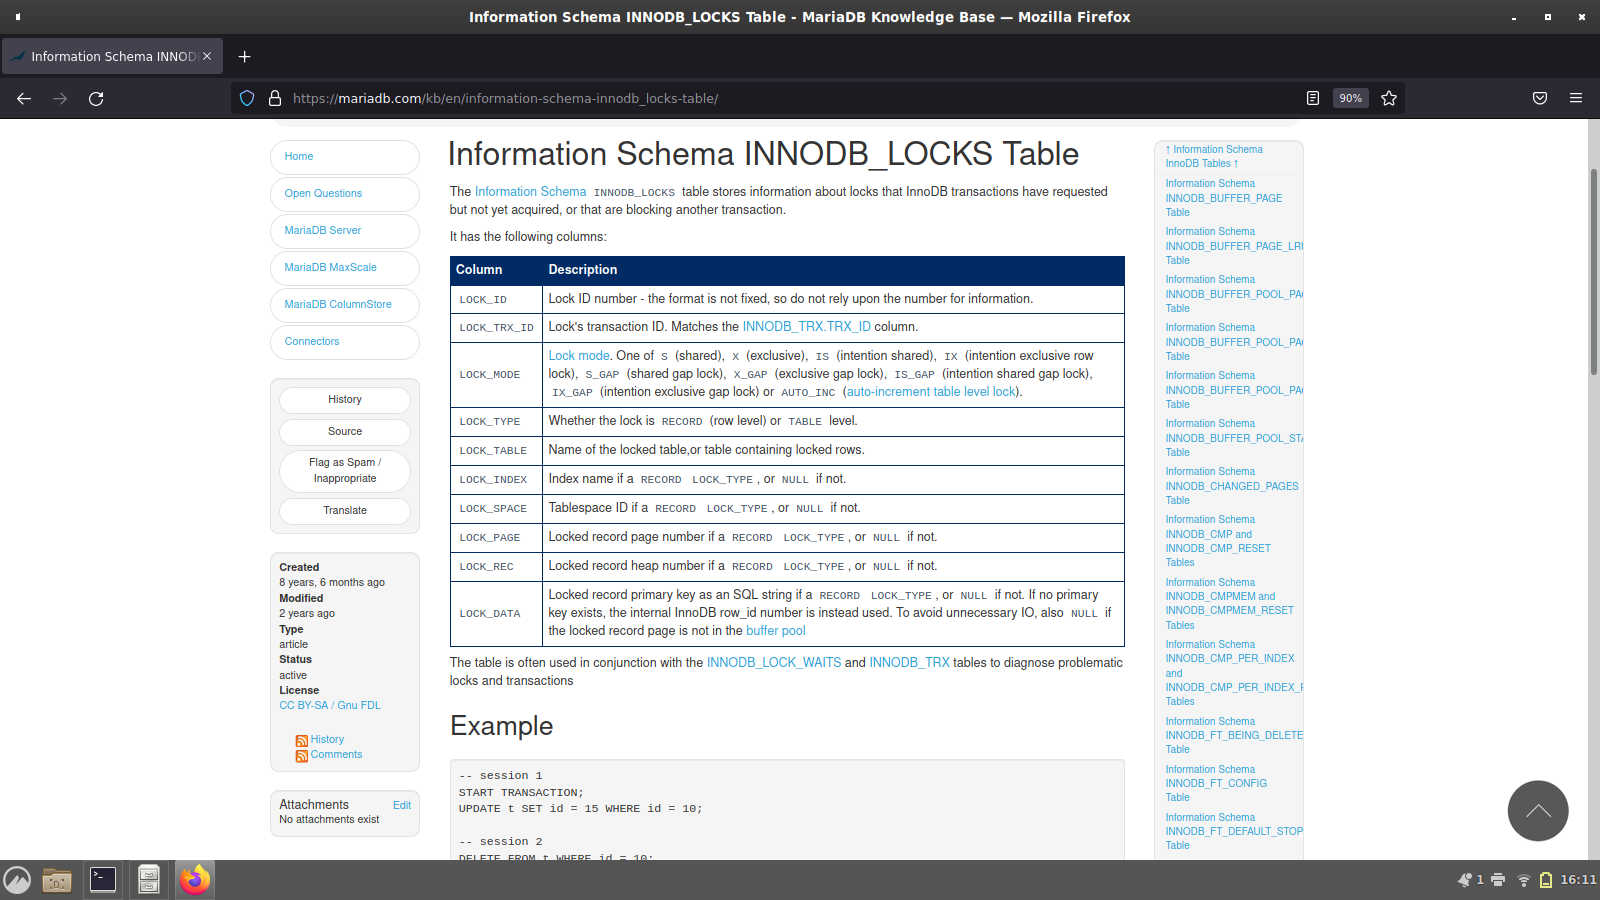 Information Schema INNODB_LOCKS Table - MariaDB Knowledge Base — Mozilla Firefox
Information Schema INNOD
https://mariadb.com/kb/en/information-schema-innodb_locks-table/
90%
Home
Open Questions
MariaDB Server
MariaDB MaxScale
MariaDB ColumnStore
Connectors
History
Source
Flag as Spam /
Inappropriate
Translate
Created
8 years, 6 months ago
Modified
2 years ago
Type
article
Status
active
License
CC BY-SA / Gnu FDL
History
Comments
Attachments Edit
No attachments exist
Information Schema INNODB_LOCKS Table
The Information Schema INNODB_LOCKS table stores information about locks that InnoDB transactions have requested
but not yet acquired, or that are blocking another transaction.
It has the following columns:
Column Description
LOCK_ID Lock ID number - the format is not fixed, so do not rely upon the number for information.
LOCK_TRX_ID Lock's transaction ID. Matches the INNODB_TRX.TRX_ID column.
LOCK_MODE Lock mode. One of S (shared), X (exclusive), IS (intention shared), IX (intention exclusive row
lock), S_GAP (shared gap lock), X_GAP (exclusive gap lock), IS_GAP (intention shared gap lock),
IX_GAP (intention exclusive gap lock) or AUTO_INC (auto-increment table level lock).
LOCK_TYPE Whether the lock is RECORD (row level) or TABLE level.
LOCK_TABLE Name of the locked table,or table containing locked rows.
LOCK_INDEX Index name if a RECORD LOCK_TYPE, or NULL if not.
LOCK_SPACE Tablespace ID if a RECORD LOCK_TYPE, or NULL if not.
LOCK_PAGE Locked record page number if a RECORD LOCK_TYPE, or NULL if not.
LOCK_REC Locked record heap number if a RECORD LOCK_TYPE, or NULL if not.
LOCK_DATA Locked record primary key as an SQL string if a RECORD LOCK_TYPE, or NULL if not. If no primary
key exists, the internal InnoDB row_id number is instead used. To avoid unnecessary IO, also NULL if
the locked record page is not in the buffer pool
The table is often used in conjunction with the INNODB_LOCK_WAITS and INNODB_TRX tables to diagnose problematic
locks and transactions
Example
-- session 1
START TRANSACTION;
UPDATE t SET id = 15 WHERE id = 10;
-- session 2
DELETE FROM t WHERE id = 10;
↑ Information Schema
InnoDB Tables ↑
Information Schema
INNODB_BUFFER_PAGE
Table
Information Schema
INNODB_BUFFER_PAGE_LRU
Table
Information Schema
INNODB_BUFFER_POOL_PAG
Table
Information Schema
INNODB_BUFFER_POOL_PAG
Table
Information Schema
INNODB_BUFFER_POOL_PAG
Table
Information Schema
INNODB_BUFFER_POOL_STA
Table
Information Schema
INNODB_CHANGED_PAGES
Table
Information Schema
INNODB_CMP and
INNODB_CMP_RESET
Tables
Information Schema
INNODB_CMPMEM and
INNODB_CMPMEM_RESET
Tables
Information Schema
INNODB_CMP_PER_INDEX
and
INNODB_CMP_PER_INDEX_R
Tables
Information Schema
INNODB_FT_BEING_DELETE
Table
Information Schema
INNODB_FT_CONFIG
Table
Information Schema
INNODB_FT_DEFAULT_STOP
Table
1
16:11